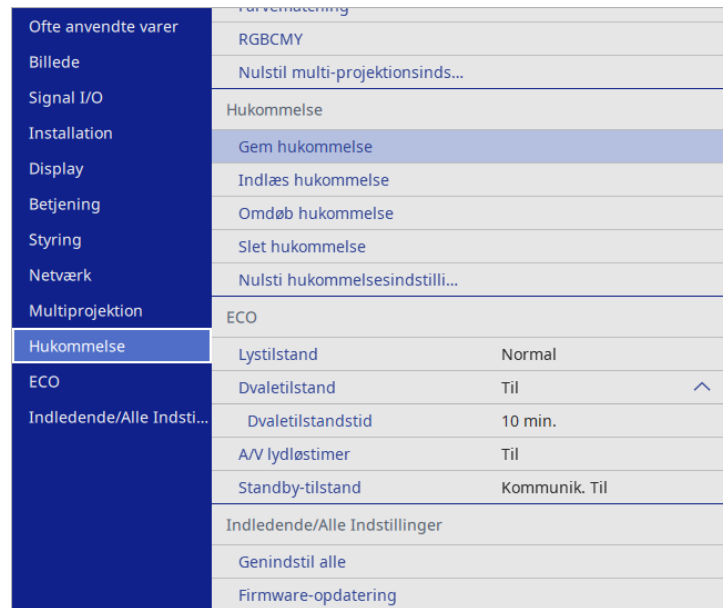 Ofte anvendte varer
Billede
Signal I/O
Installation
Display
Betjening
Styring
Netværk
Multiprojektion
Hukommelse
ECO
Indledende/Alle Indsti...
Farvematchning
RGBCMY
Nulstil multi-projektionsinds...
Hukommelse
Gem hukommelse
Indlæs hukommelse
Omdøb hukommelse
Slet hukommelse
Nulsti hukommelsesindstilli...
ECO
Lystilstand Normal
Dvaletilstand Til
Dvaletilstandstid 10 min.
A/V lydløstimer Til
Standby-tilstand Kommunik. Til
Indledende/Alle Indstillinger
Genindstil alle
Firmware-opdatering